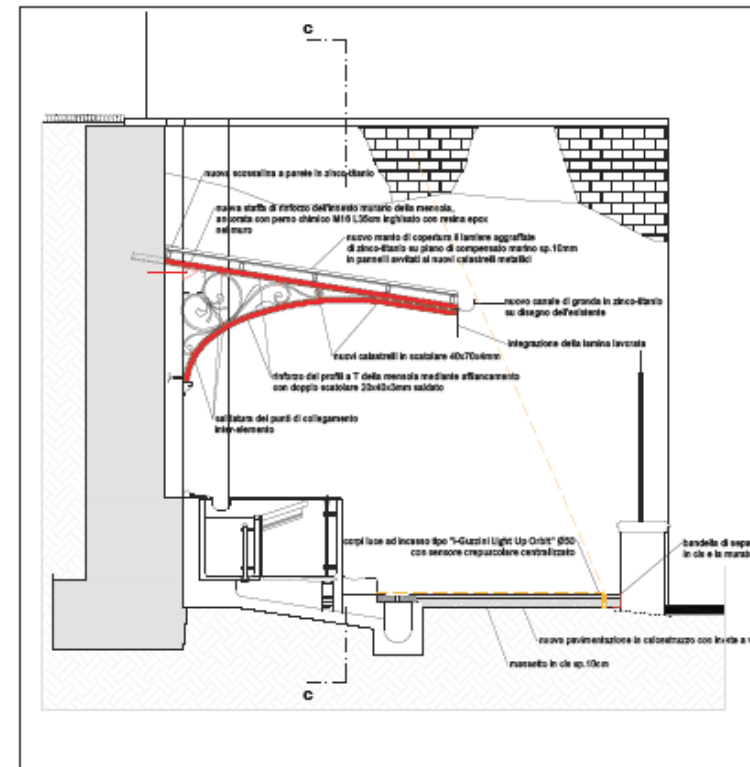 C
nuova scossalina a parete in zinco-titanio
nuova staffa di rinforzo dell'innesto murario della mensola,
ancorata con perno chimico M16 L35cm inghisato con resina epox
nel muro
nuovo manto di copertura il lamiere aggraffate
di zinco-titanio su piano di compensato marino sp.10mm
in pannelli avvitati ai nuovi calastrelli metallici
nuovo canale di gronda in zinco-titanio
su disegno dell'esistente
integrazione della lamina lavorata
nuovi calastrelli in scatolare 40x70x4mm
rinforzo dei profili a T della mensola mediante affiancamento
con doppio scatolare 20x40x3mm saldato
saldatura dei punti di collegamento
inter-elemento
corpi luce ad incasso tipo "i-Guzzini Light Up Orbit" Ø50
con sensore crepuscolare centralizzato
bandella di sepa
in cls e la murat
nuova pavimentazione in calcestruzzo con inerte a v
massetto in cls sp.10cm
C